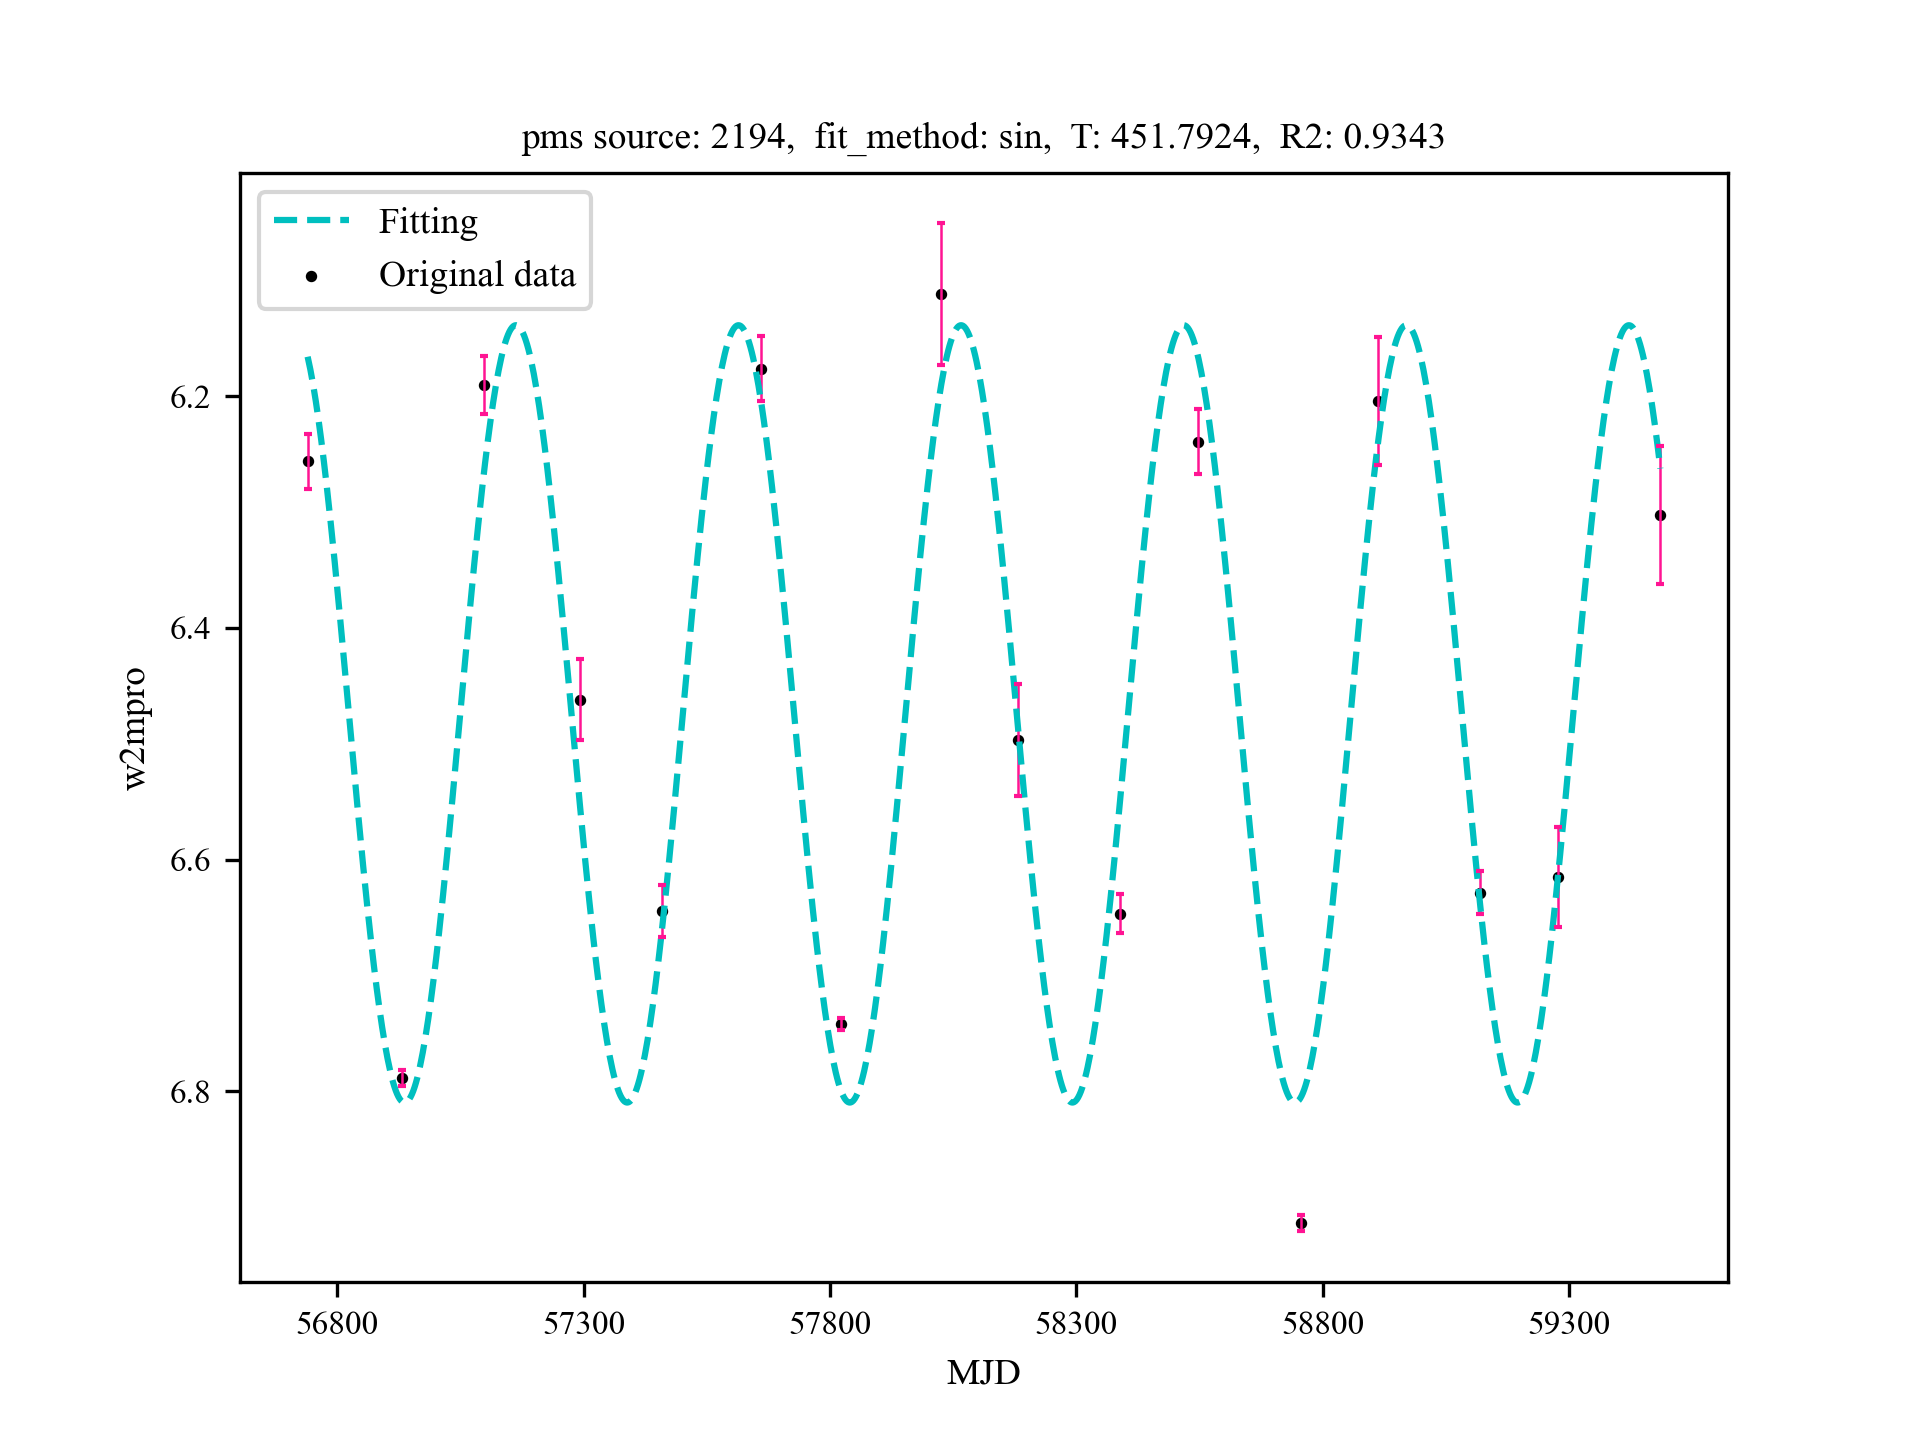 pms source: 2194,  fit_method: sin,  T: 451.7924,  R2: 0.9343
Fitting
Original data
6.2
6.4
6.6
6.8
w2mpro
56800
57300
57800
58300
58800
59300
MJD